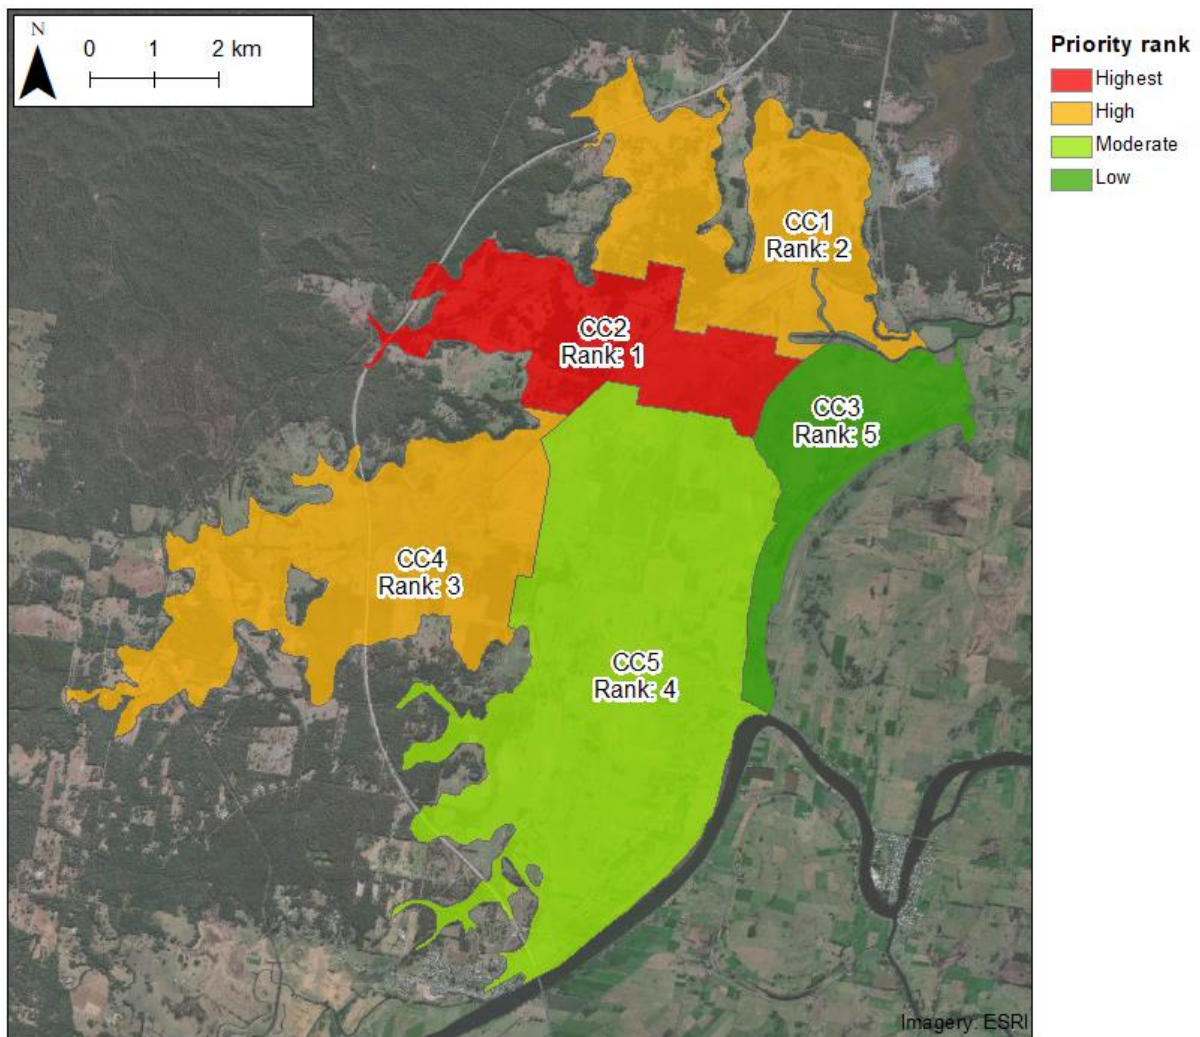 N
0 1 2 km
Priority rank
Highest
High
Moderate
Low
CC1
Rank: 2
CC2
Rank: 1
CC3
Rank: 5
CC4
Rank: 3
CC5
Rank: 4
Imagery: ESRI